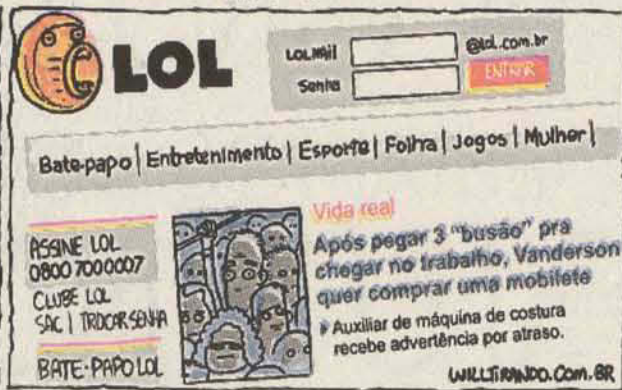 LOL
LOLMail
@lol.com.br
Senha
ENTRAR
Bate-papo | Entretenimento | Esporte | Folha | Jogos | Mulher |
ASSINE LOL
0800 7000007
CLUBE LOL
SAC | TROCAR SENHA
BATE-PAPO LOL
Vida real
Após pegar 3 "busão" pra
chegar no trabalho, Vanderson
quer comprar uma mobilete
Auxiliar de máquina de costura
recebe advertência por atraso.
WILLTIRANDO.COM.BR